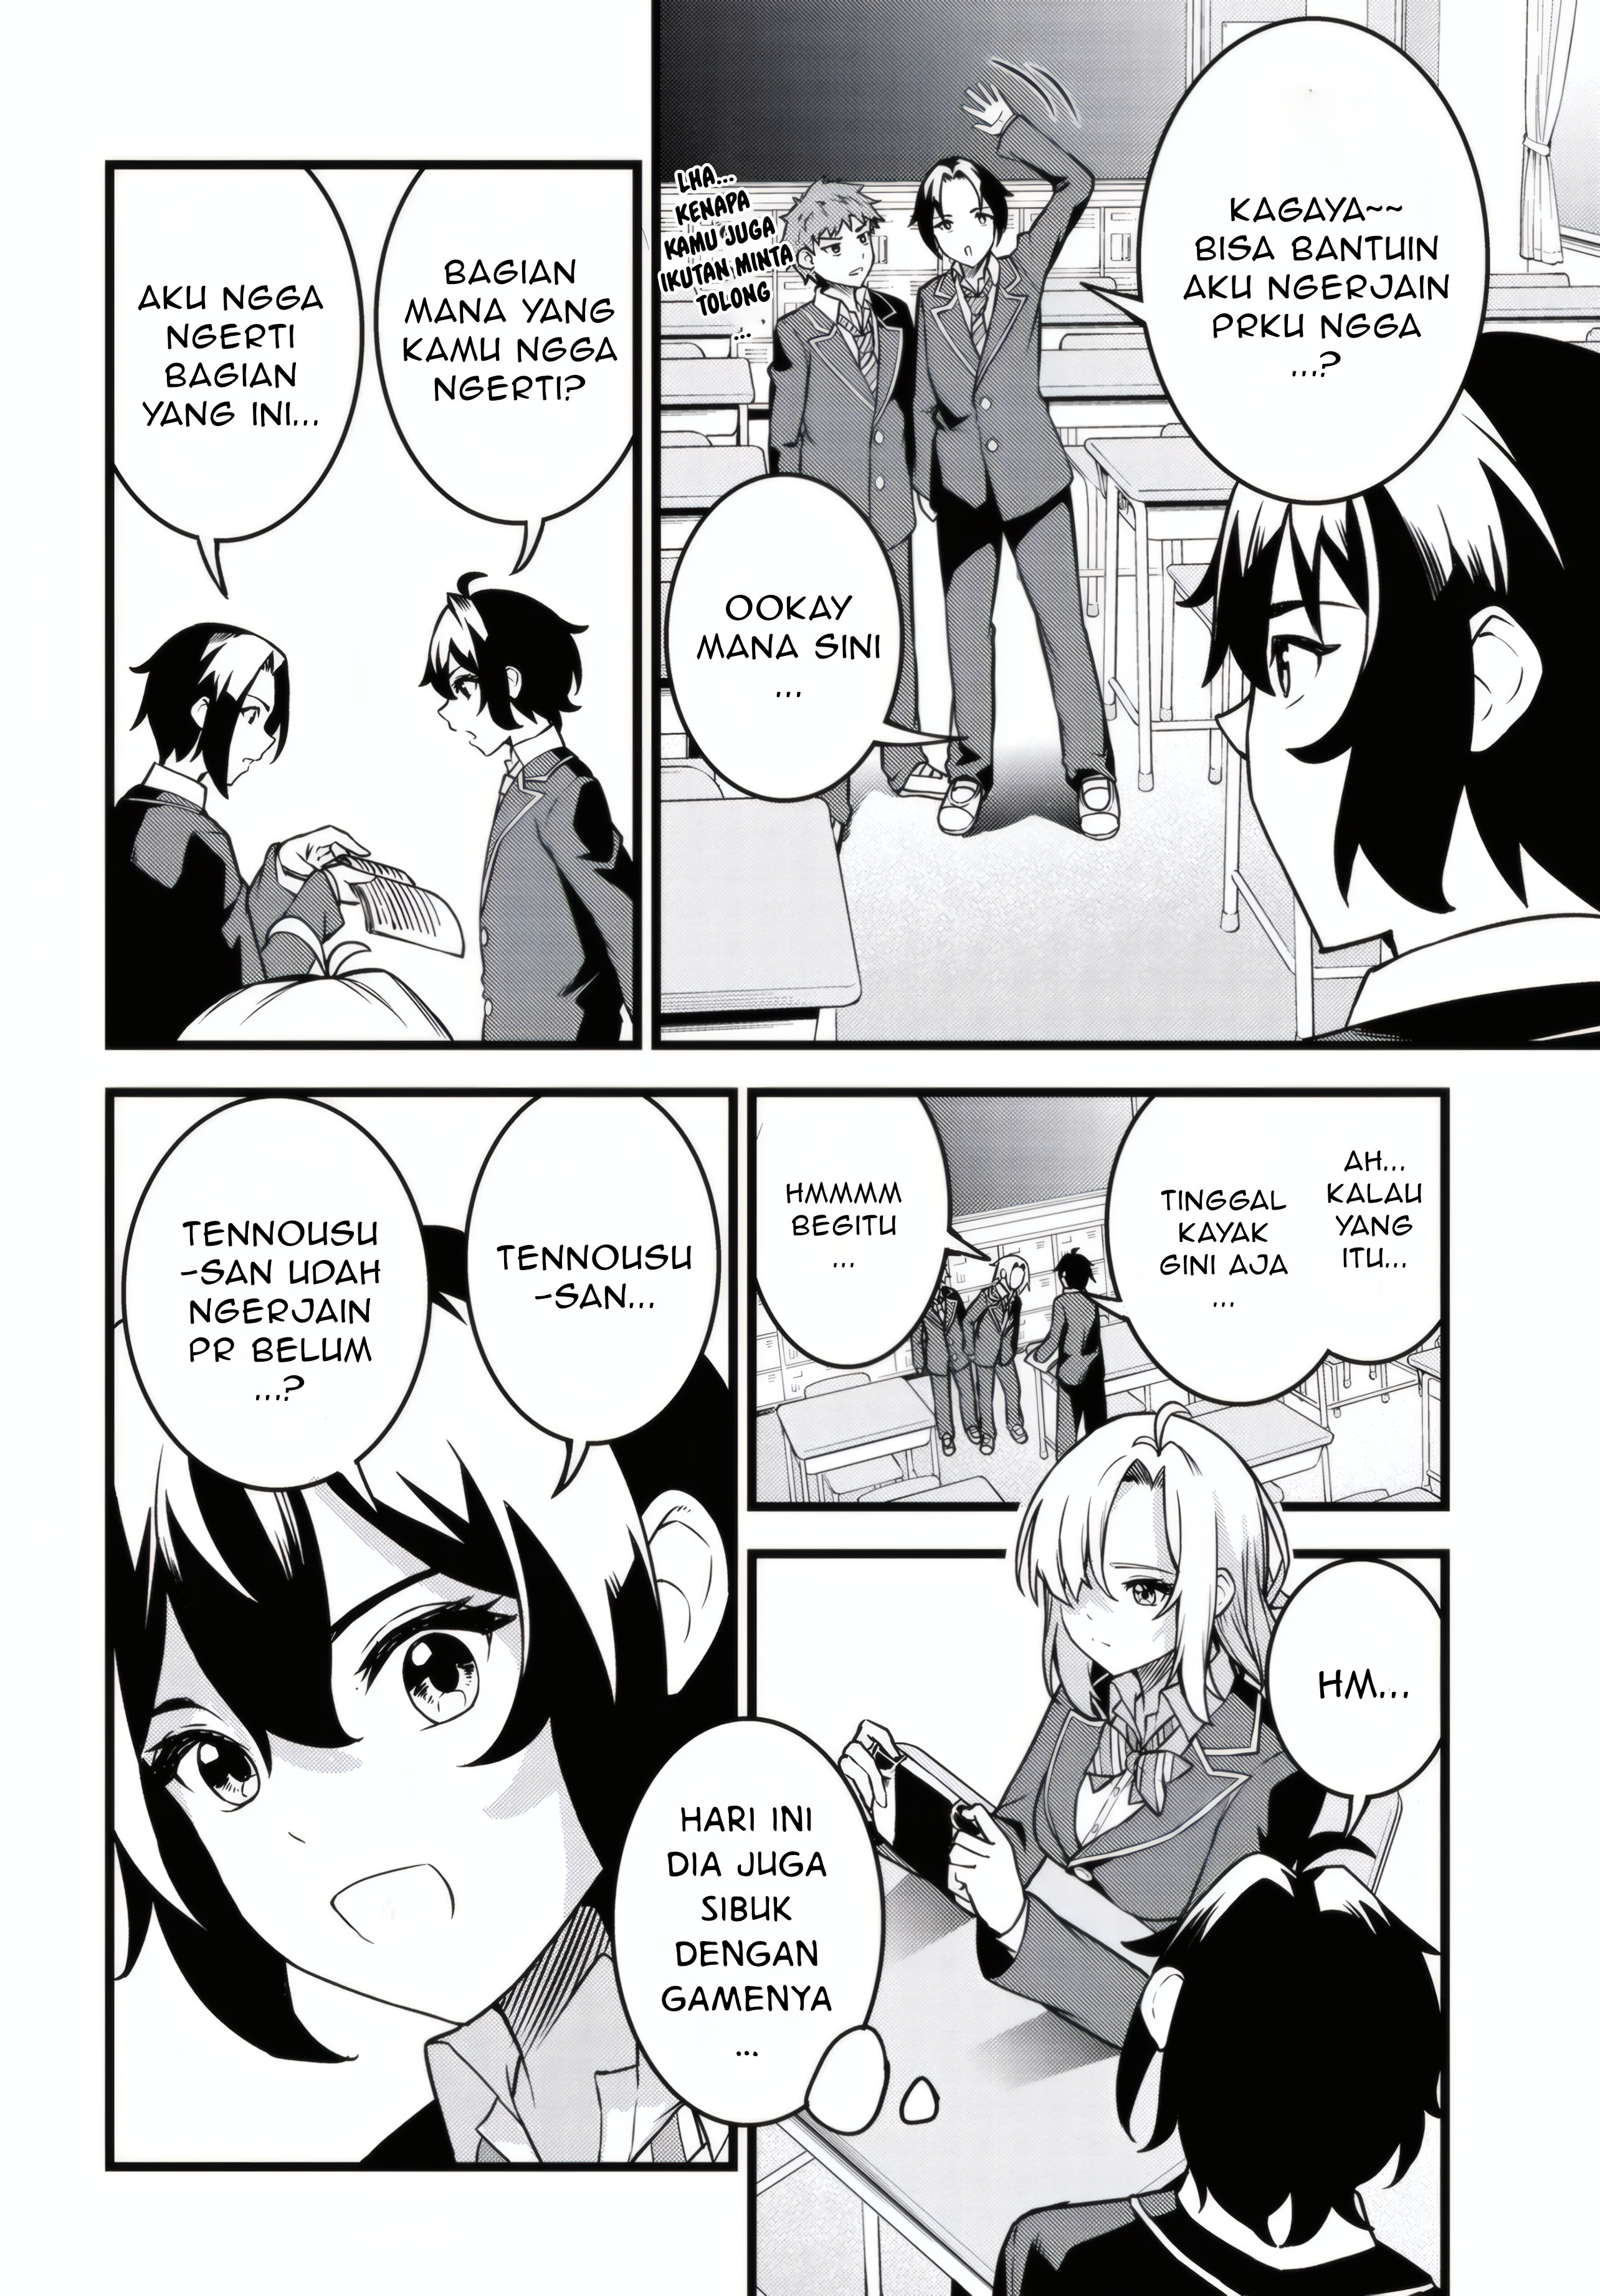 KAGAYA~~
BISA BANTUIN
AKU NGERJAIN
PRKU NGGA
...?
LHA...
KENAPA
KAMU JUGA
IKUTAN MINTA
TOLONG
...
OOKAY
MANA SINI
...
BAGIAN
MANA YANG
KAMU NGGA
NGERTI?
AKU NGGA
NGERTI
BAGIAN
YANG INI...
AH...
KALAU
YANG
ITU...
TINGGAL
KAYAK
GINI AJA
...
HMMMM
BEGITU
...
HM...
HARI INI
DIA JUGA
SIBUK
DENGAN
GAMENYA
...
TENNOUSU
-SAN...
TENNOUSU
-SAN UDAH
NGERJAIN
PR BELUM
...?